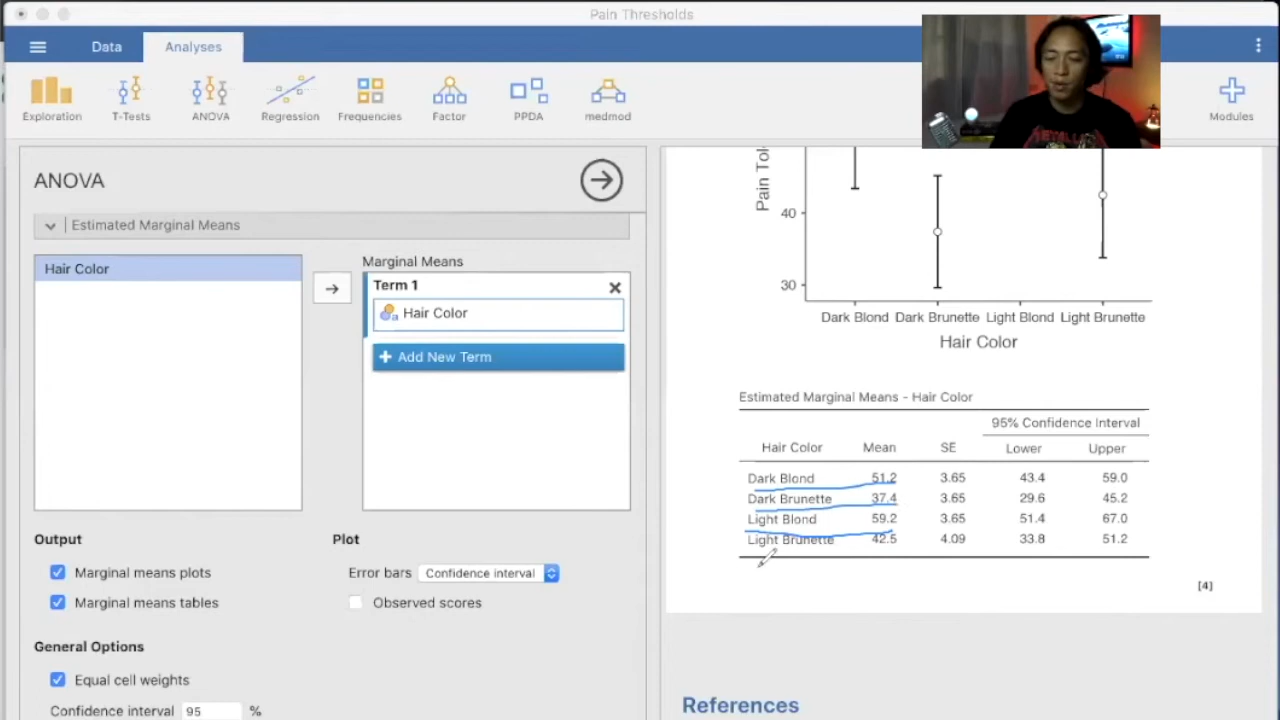 Pain Thresholds
Data Analyses
Exploration T-Tests ANOVA Regression Frequencies Factor PPDA medmod Modules
METALLICA
ANOVA
Estimated Marginal Means
Hair Color
Marginal Means
Term 1
Hair Color
Add New Term
Output
Marginal means plots
Marginal means tables
Plot
Error bars Confidence interval
Observed scores
General Options
Equal cell weights
Confidence interval 95 %
Pain Tol
40
30
Dark Blond Dark Brunette Light Blond Light Brunette
Hair Color
Estimated Marginal Means - Hair Color
95% Confidence Interval
Hair Color Mean SE Lower Upper
Dark Blond 51.2 3.65 43.4 59.0
Dark Brunette 37.4 3.65 29.6 45.2
Light Blond 59.2 3.65 51.4 67.0
Light Brunette 42.5 4.09 33.8 51.2
[4]
References